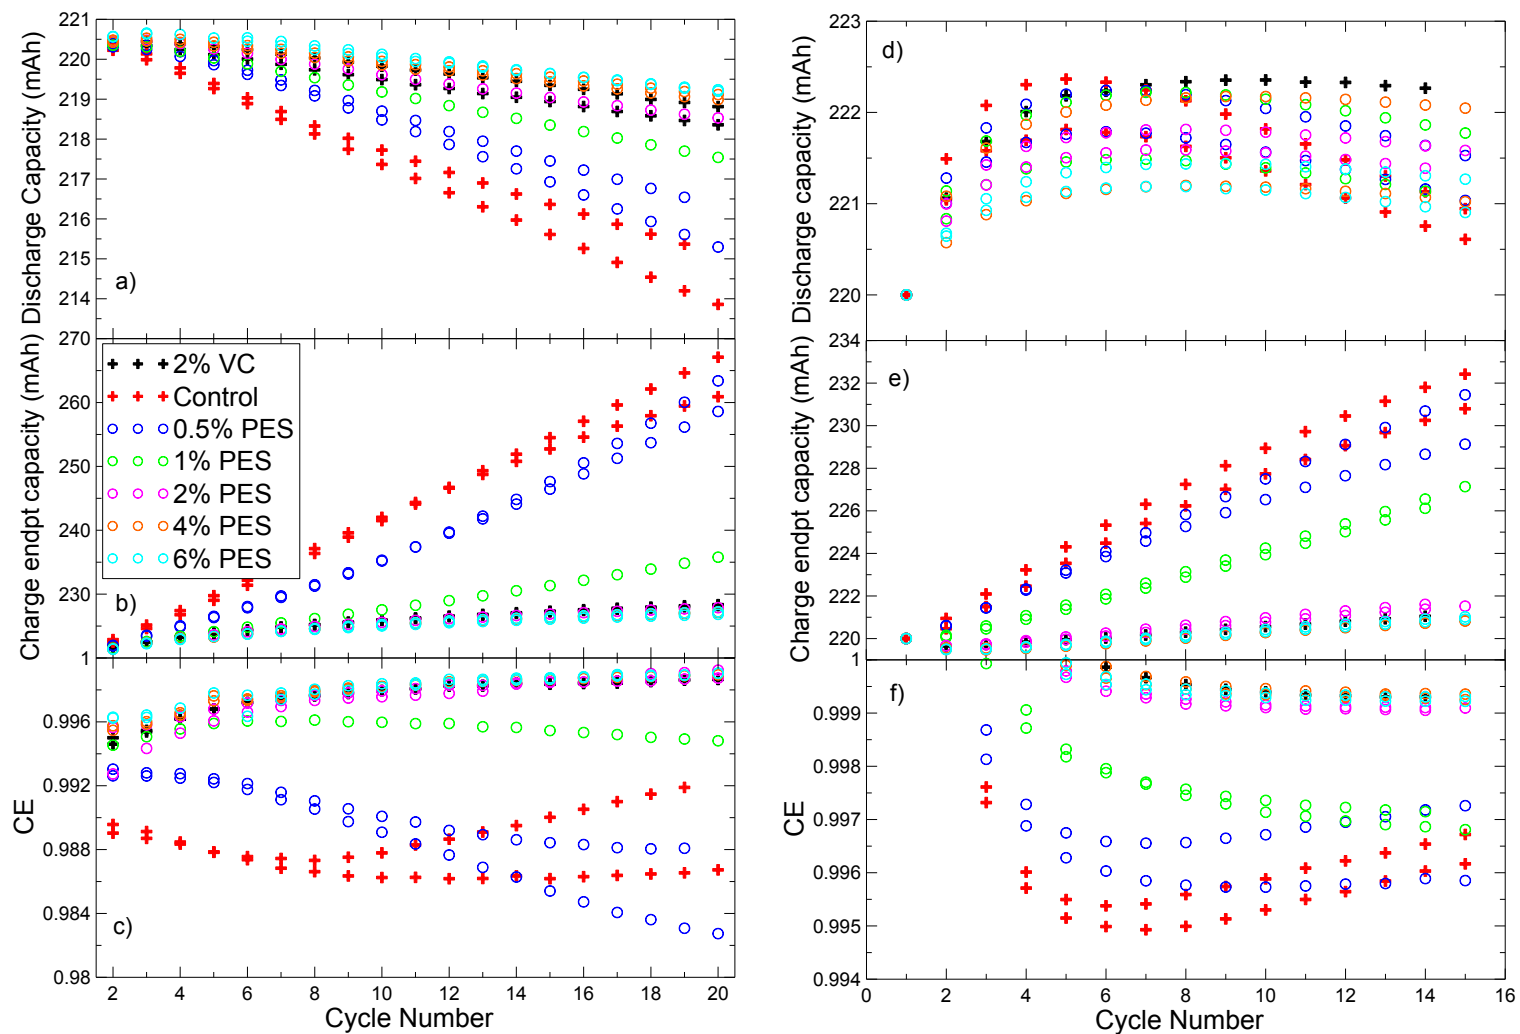 221
220
219
218
217
216
215
214
Discharge Capacity (mAh)
a)
270
260
250
240
230
Charge endpt capacity (mAh)
2% VC
Control
0.5% PES
1% PES
2% PES
4% PES
6% PES
b)
1
0.996
0.992
0.988
0.984
0.98
CE
c)
2 4 6 8 10 12 14 16 18 20
Cycle Number
223
222
221
220
Discharge capacity (mAh)
d)
234
232
230
228
226
224
222
220
Charge endpt capacity (mAh)
e)
1
0.999
0.998
0.997
0.996
0.995
0.994
CE
f)
0 2 4 6 8 10 12 14 16
Cycle Number